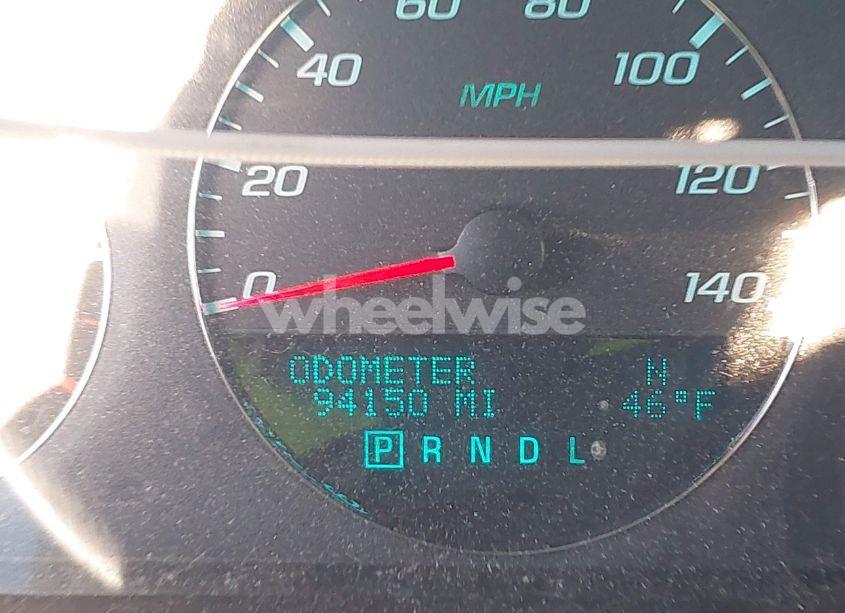 60 80
40 100
MPH
20 120
0 140
wheelwise
ODOMETER N
94150 MI 46°F
P R N D L